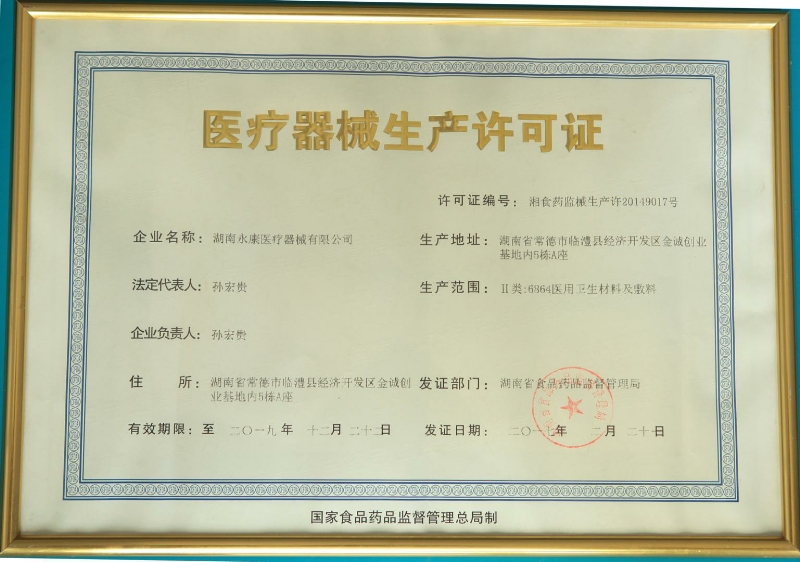 医疗器械生产许可证
许可证编号：湘食药监械生产许20149017号
企业名称：湖南永康医疗器械有限公司
生产地址：湖南省常德市临澧县经济开发区金诚创业
基地内5栋A座
法定代表人：孙宏贵
生产范围：Ⅱ类:6864医用卫生材料及敷料
企业负责人：孙宏贵
住所：湖南省常德市临澧县经济开发区金诚创
业基地内5栋A座
发证部门：湖南省食品药品监督管理局
有效期限：至 二〇一九年 十二月 二十二日
发证日期：二〇一七年 二月 二十日
国家食品药品监督管理总局制